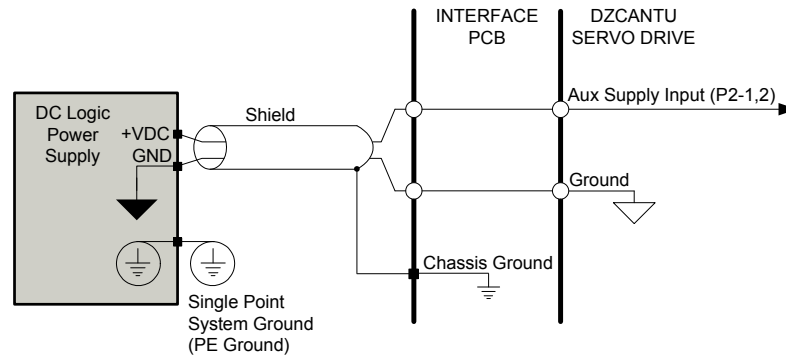 INTERFACE
PCB
DZCANTU
SERVO DRIVE
DC Logic
Power
Supply
+VDC
GND
Shield
Aux Supply Input (P2-1,2)
Ground
Chassis Ground
Single Point
System Ground
(PE Ground)